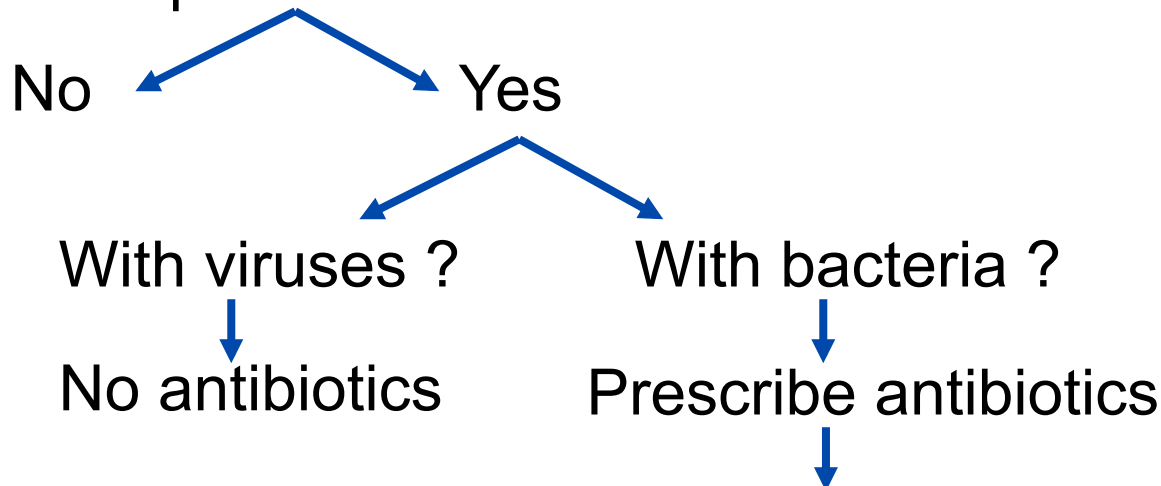 No
Yes
With viruses ?
With bacteria ?
No antibiotics
Prescribe antibiotics